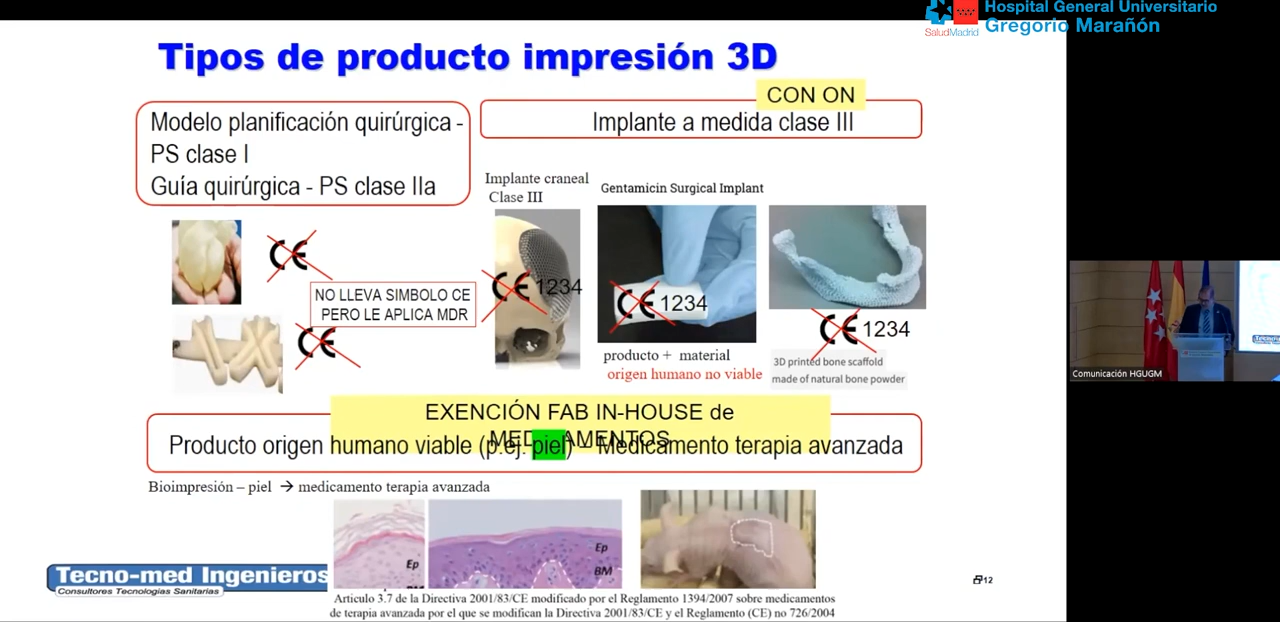 SaludMadrid
Hospital General Universitario
Gregorio Marañón
Tipos de producto impresión 3D
CON ON
Modelo planificación quirúrgica -
PS clase I
Guía quirúrgica - PS clase IIa
Implante a medida clase III
Implante craneal
Clase III
Gentamicin Surgical Implant
CE
NO LLEVA SIMBOLO CE
PERO LE APLICA MDR
CE
CE 1234
CE 1234
CE 1234
producto + material
origen humano no viable
3D printed bone scaffold
made of natural bone powder
Comunicación HGUGM
EXENCIÓN FAB IN-HOUSE de
MEDICAMENTOS
Producto origen humano viable (p.ej. piel) – Medicamento terapia avanzada
Bioimpresión – piel → medicamento terapia avanzada
Ep
Ep
BM
Tecno-med Ingenieros
Consultores Tecnologías Sanitarias
12
Articulo 3.7 de la Directiva 2001/83/CE modificado por el Reglamento 1394/2007 sobre medicamentos
de terapia avanzada por el que se modifican la Directiva 2001/83/CE y el Reglamento (CE) no 726/2004